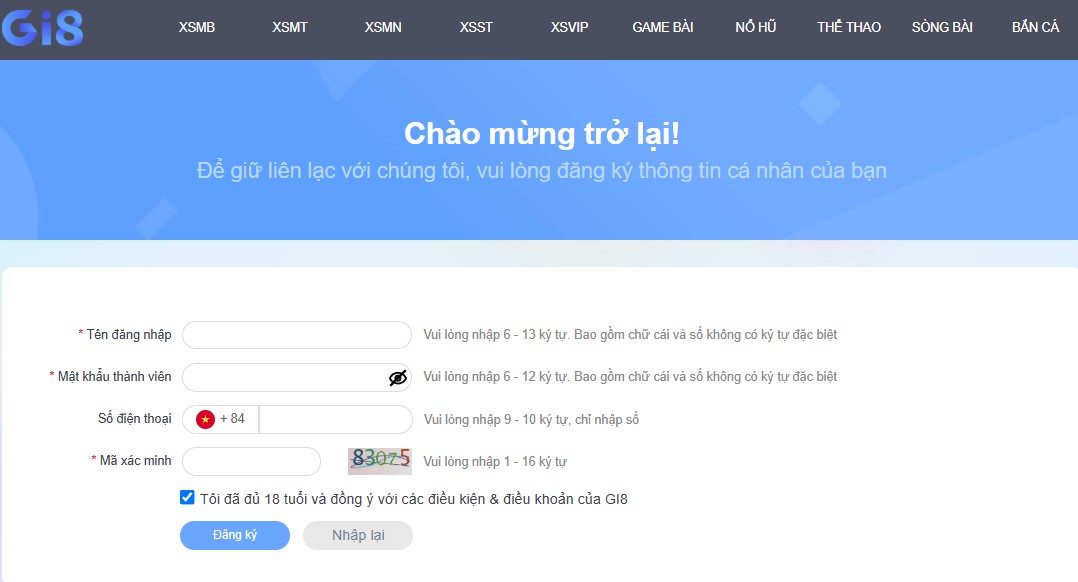 Gi8 XSMB XSMT XSMN XSST XSVIP GAME BÀI NỔ HŨ THỂ THAO SÒNG BÀI BẮN CÁ
Chào mừng trở lại!
Để giữ liên lạc với chúng tôi, vui lòng đăng ký thông tin cá nhân của bạn
* Tên đăng nhập Vui lòng nhập 6 - 13 ký tự. Bao gồm chữ cái và số không có ký tự đặc biệt
* Mật khẩu thành viên Vui lòng nhập 6 - 12 ký tự. Bao gồm chữ cái và số không có ký tự đặc biệt
Số điện thoại + 84 Vui lòng nhập 9 - 10 ký tự, chỉ nhập số
* Mã xác minh 83075 Vui lòng nhập 1 - 16 ký tự
Tôi đã đủ 18 tuổi và đồng ý với các điều kiện & điều khoản của GI8
Đăng ký Nhập lại